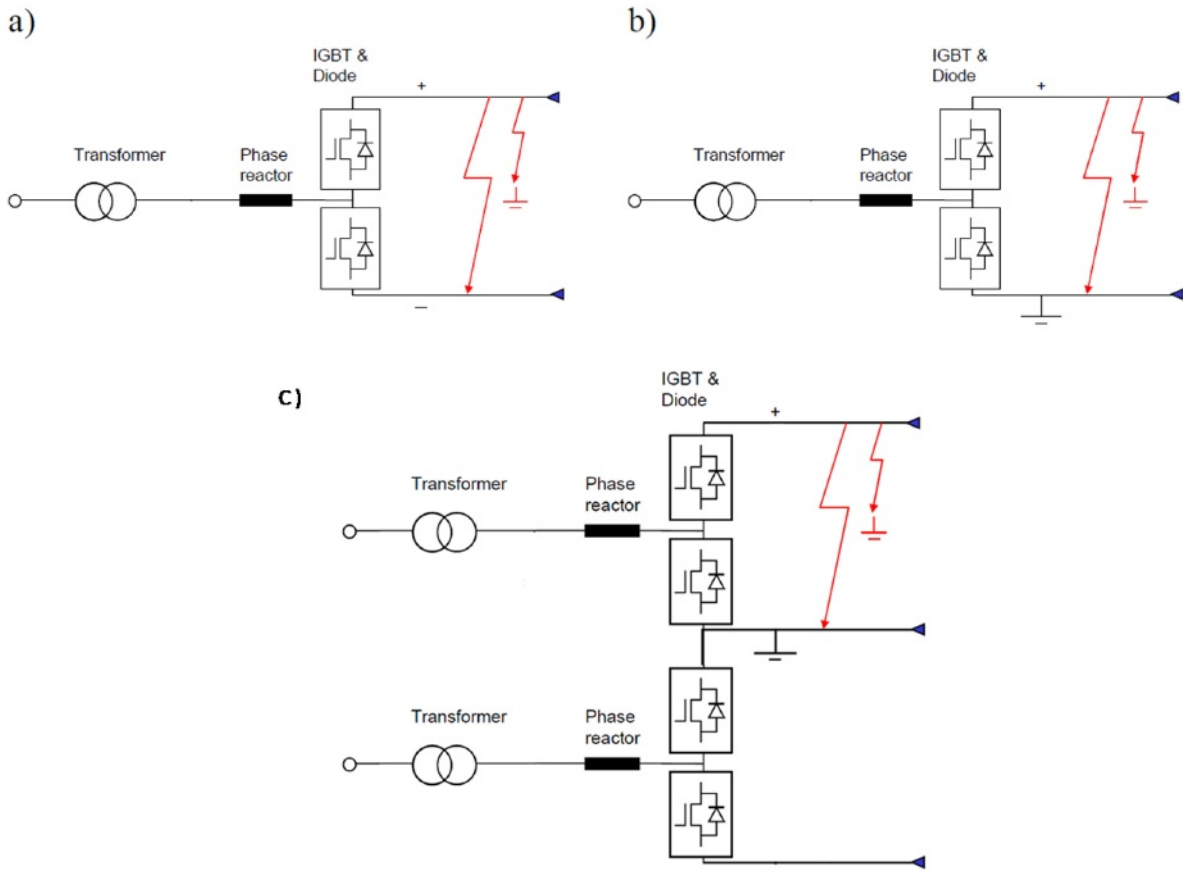 a)
IGBT &
Diode
+
Transformer
Phase
reactor
—
b)
IGBT &
Diode
+
Transformer
Phase
reactor
c)
IGBT &
Diode
+
Transformer
Phase
reactor
Transformer
Phase
reactor